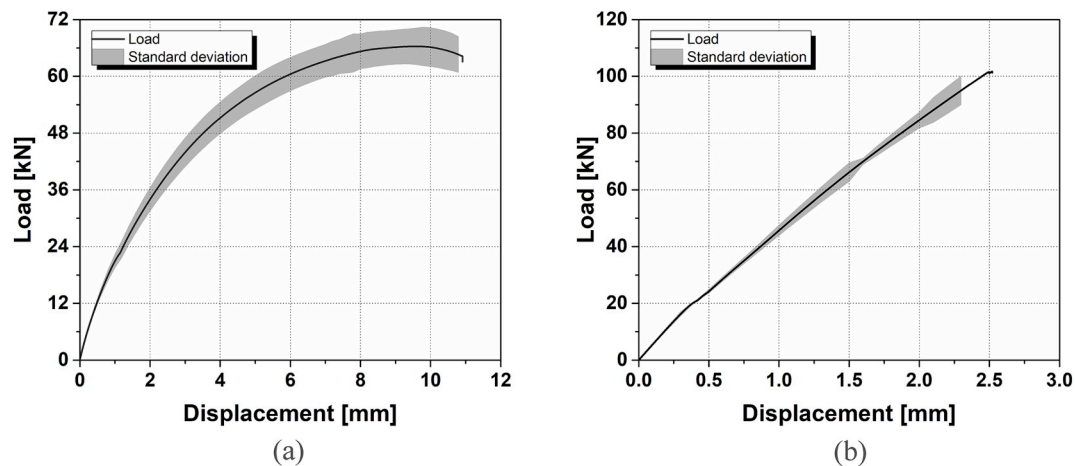 72
60
48
36
24
12
0
Load [kN]
Load
Standard deviation
0 2 4 6 8 10 12
Displacement [mm]
(a)
120
100
80
60
40
20
0
Load [kN]
Load
Standard deviation
0.0 0.5 1.0 1.5 2.0 2.5 3.0
Displacement [mm]
(b)